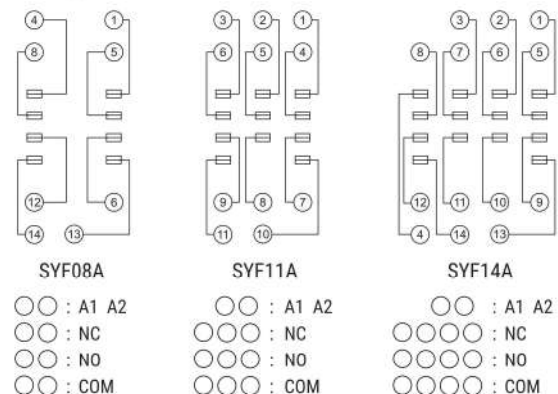 4 1 3 2 1 3 2 1
8 5 6 5 4 8 7 6 5
12 6 9 8 7 12 11 10 9
14 13 11 10 4 14 13
SYF08A SYF11A SYF14A
: A1 A2 : A1 A2 : A1 A2
: NC : NC : NC
: NO : NO : NO
: COM : COM : COM